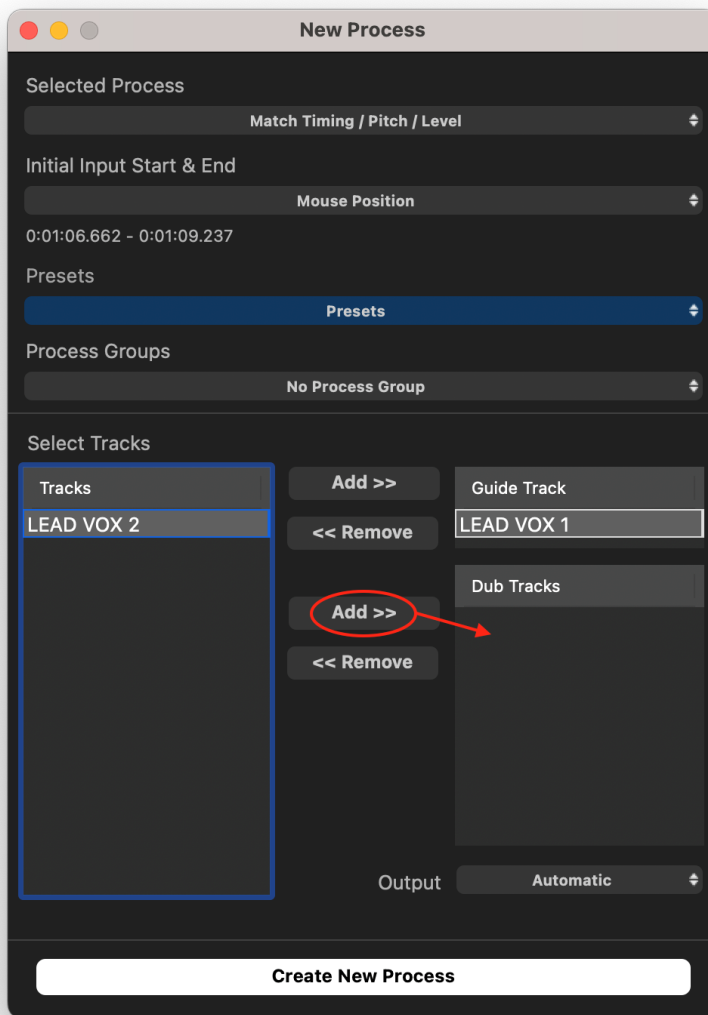 New Process
Selected Process
Match Timing / Pitch / Level
Initial Input Start & End
Mouse Position
0:01:06.662 - 0:01:09.237
Presets
Presets
Process Groups
No Process Group
Select Tracks
Tracks
LEAD VOX 2
Add >>
<< Remove
Guide Track
LEAD VOX 1
Add >>
<< Remove
Dub Tracks
Output
Automatic
Create New Process